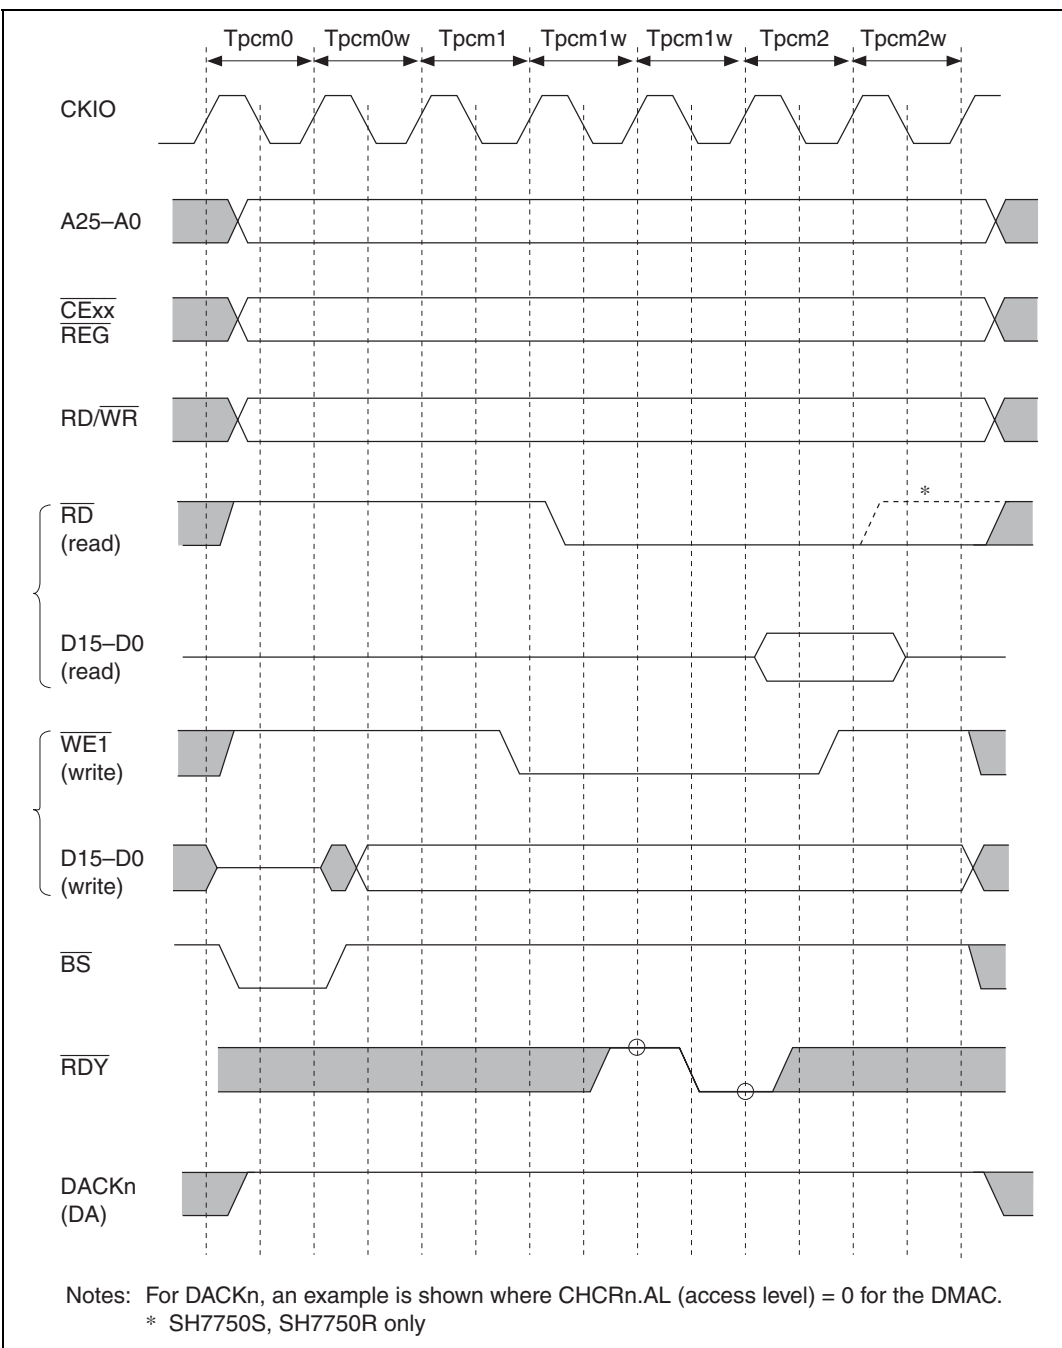 Tpcm0 Tpcm0w Tpcm1 Tpcm1w Tpcm1w Tpcm2 Tpcm2w
CKIO
A25–A0
CExx
REG
RD/WR
RD
(read)
*
D15–D0
(read)
WE1
(write)
D15–D0
(write)
BS
RDY
DACKn
(DA)
Notes: For DACKn, an example is shown where CHCRn.AL (access level) = 0 for the DMAC.
* SH7750S, SH7750R only